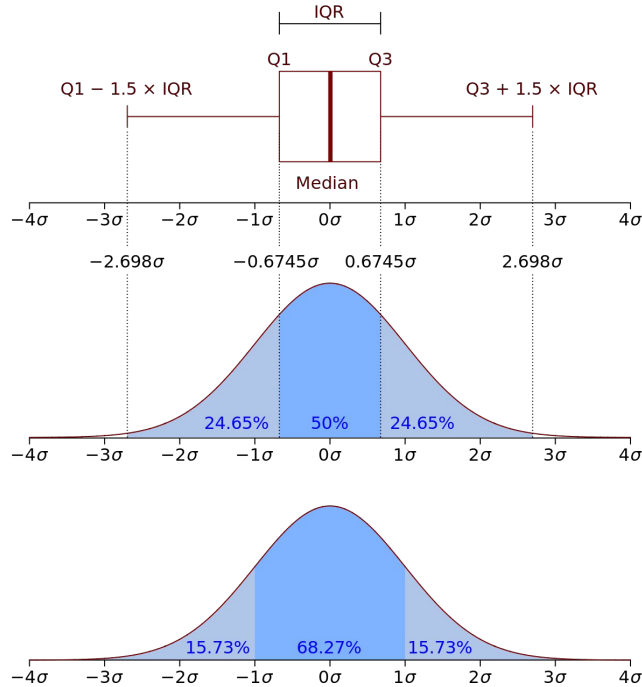 IQR
Q1 Q3
Q1 − 1.5 × IQR Q3 + 1.5 × IQR
Median
−4σ −3σ −2σ −1σ 0σ 1σ 2σ 3σ 4σ
−2.698σ −0.6745σ 0.6745σ 2.698σ
24.65% 50% 24.65%
−4σ −3σ −2σ −1σ 0σ 1σ 2σ 3σ 4σ
15.73% 68.27% 15.73%
−4σ −3σ −2σ −1σ 0σ 1σ 2σ 3σ 4σ